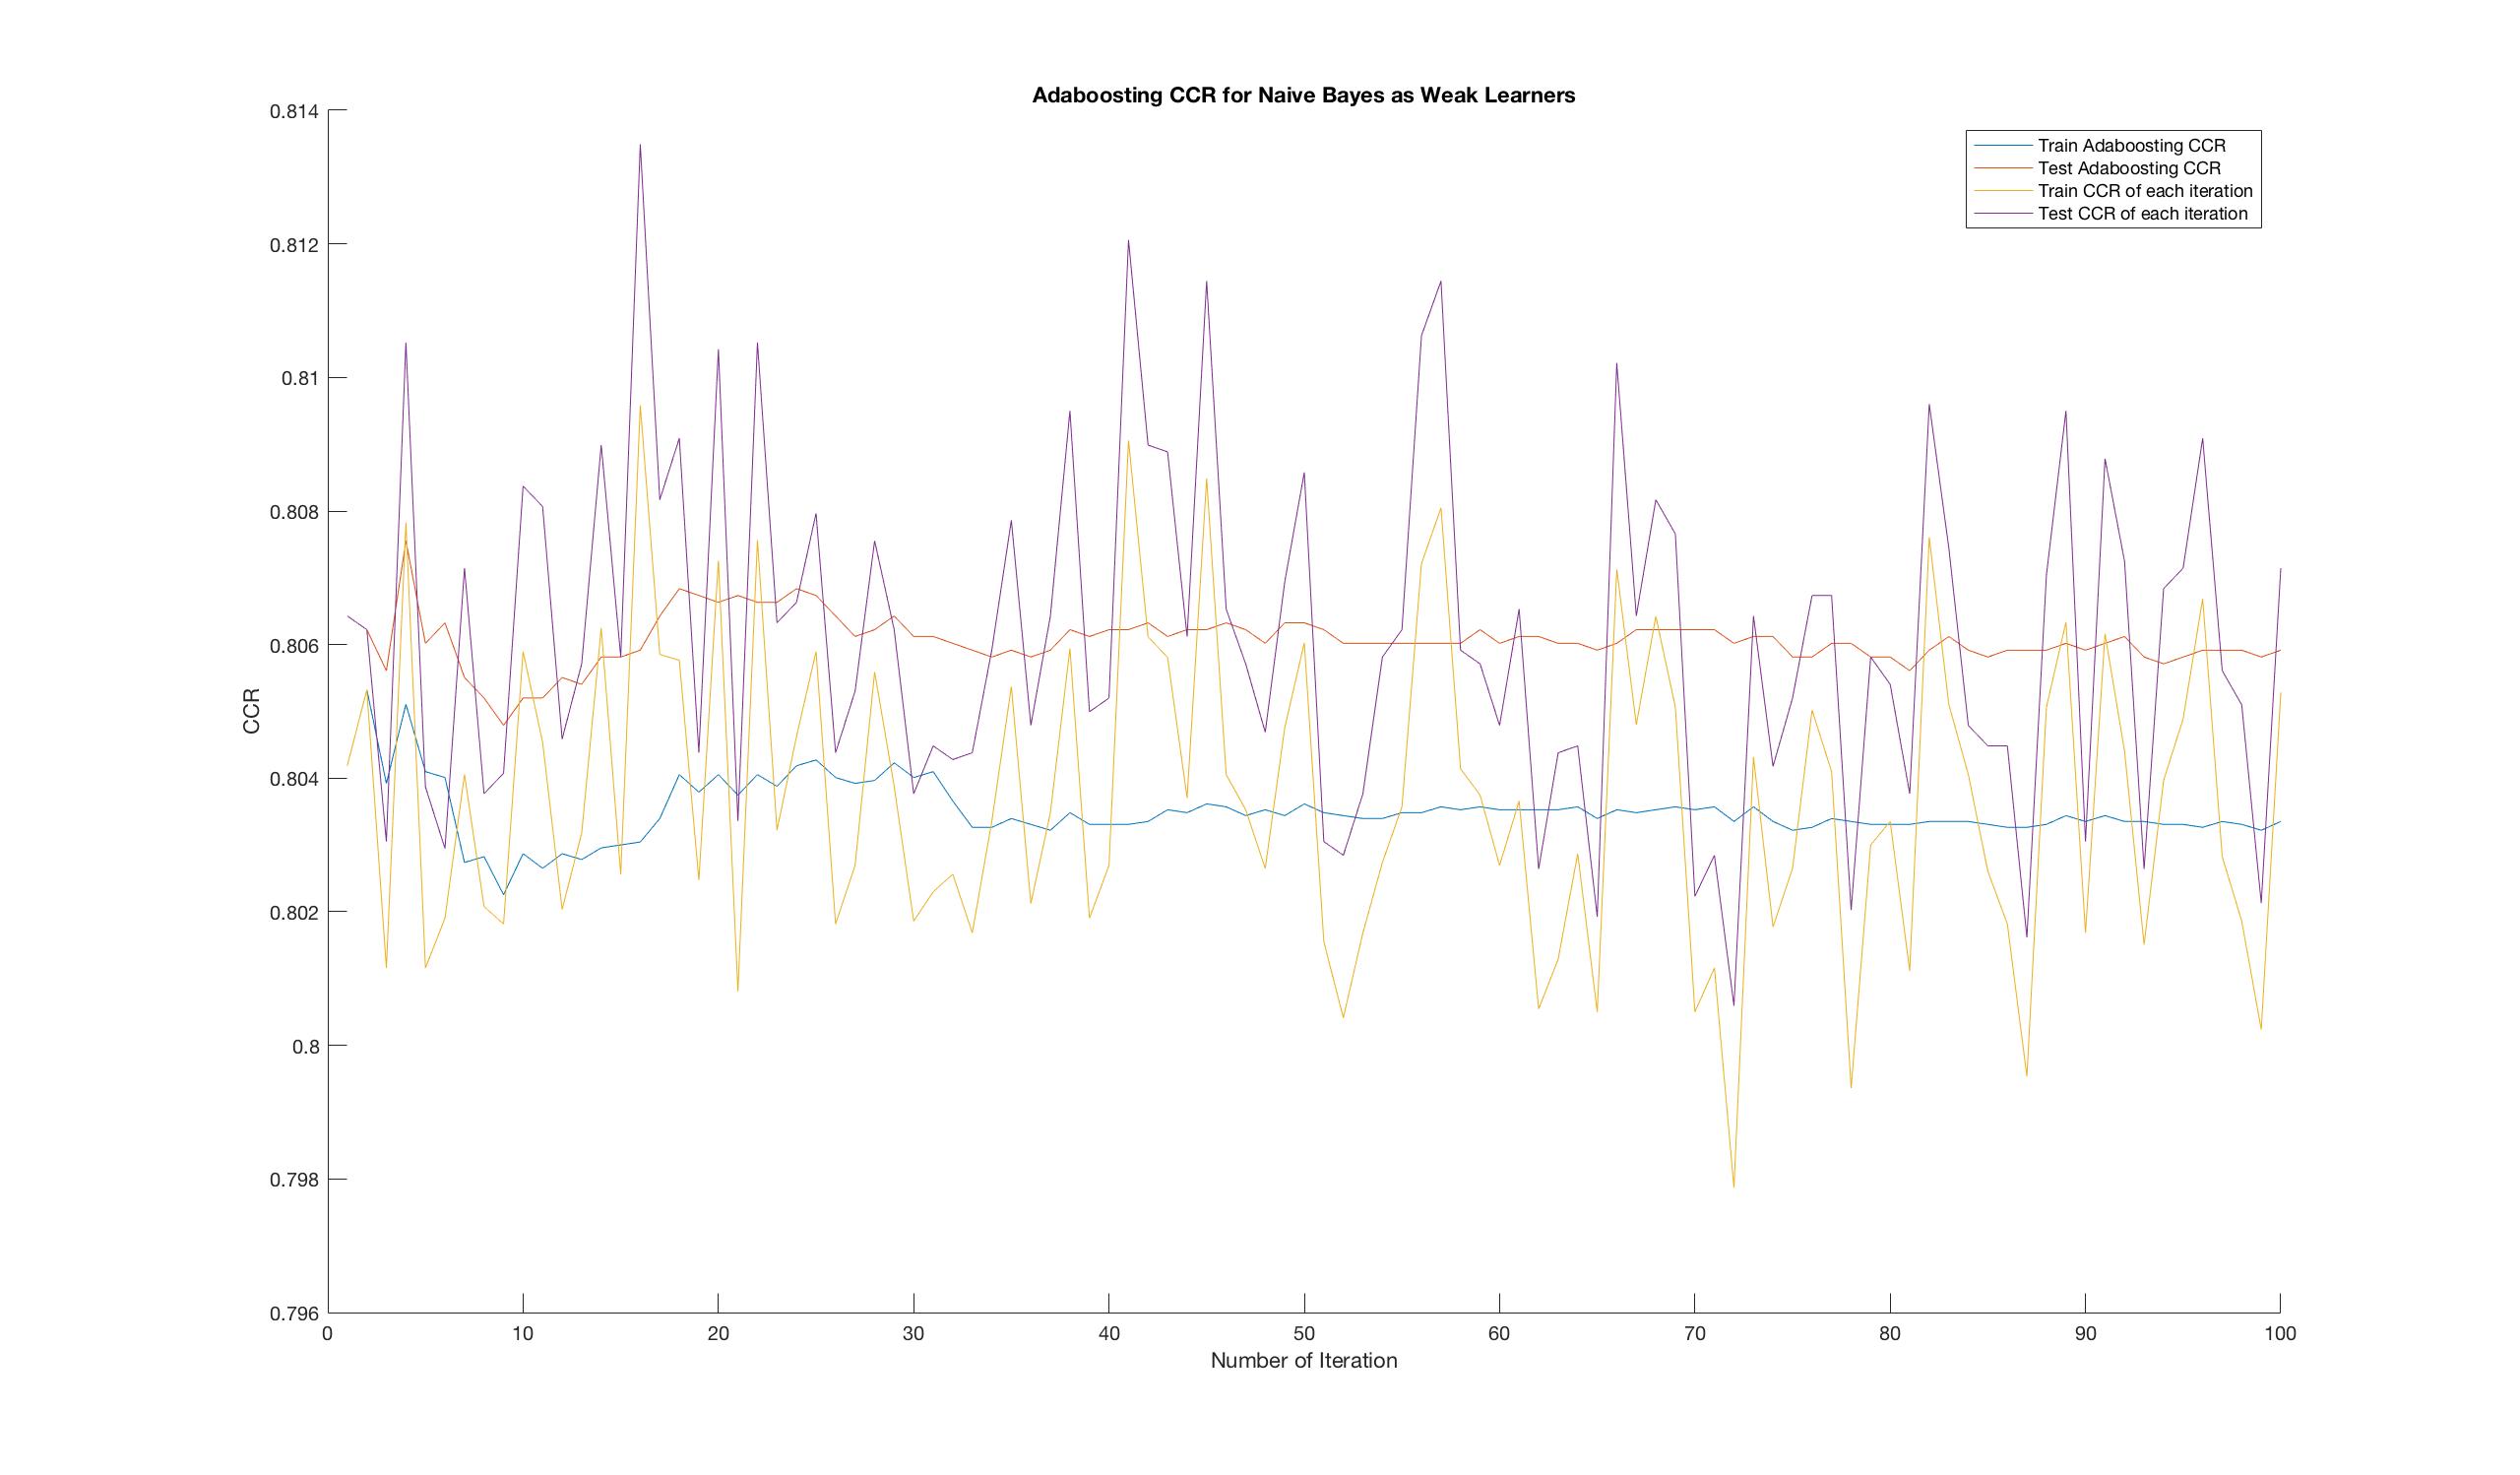 Adaboosting CCR for Naive Bayes as Weak Learners
0.814
0.812
0.81
0.808
0.806
0.804
0.802
0.8
0.798
0.796
CCR
Train Adaboosting CCR
Test Adaboosting CCR
Train CCR of each iteration
Test CCR of each iteration
0 10 20 30 40 50 60 70 80 90 100
Number of Iteration